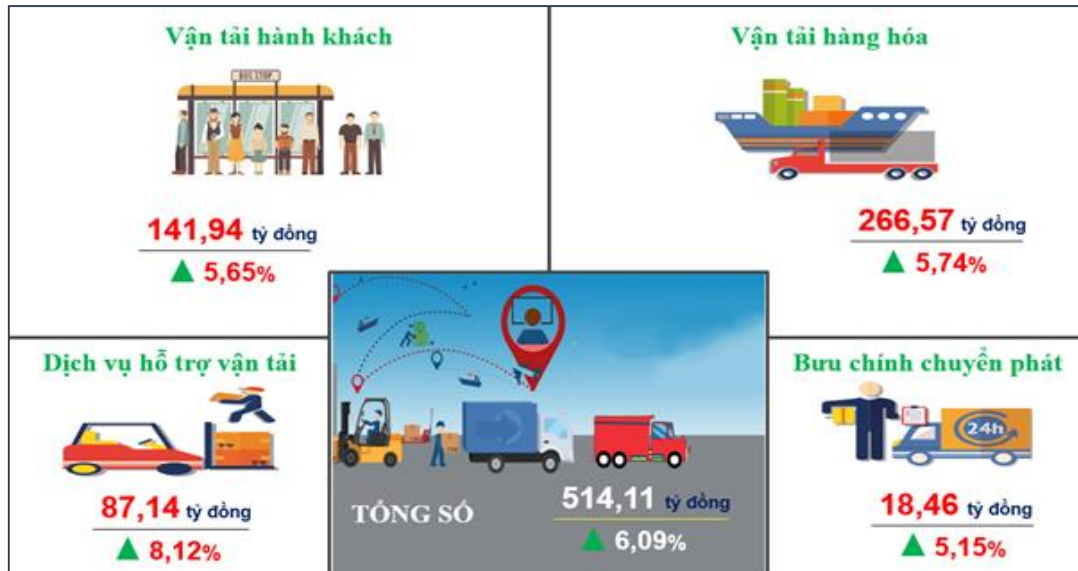 Vận tải hành khách
BUS STOP
141,94 tỷ đồng
5,65%
Vận tải hàng hóa
266,57 tỷ đồng
5,74%
Dịch vụ hỗ trợ vận tải
87,14 tỷ đồng
8,12%
TỔNG SỐ
514,11 tỷ đồng
6,09%
Bưu chính chuyển phát
24h
18,46 tỷ đồng
5,15%